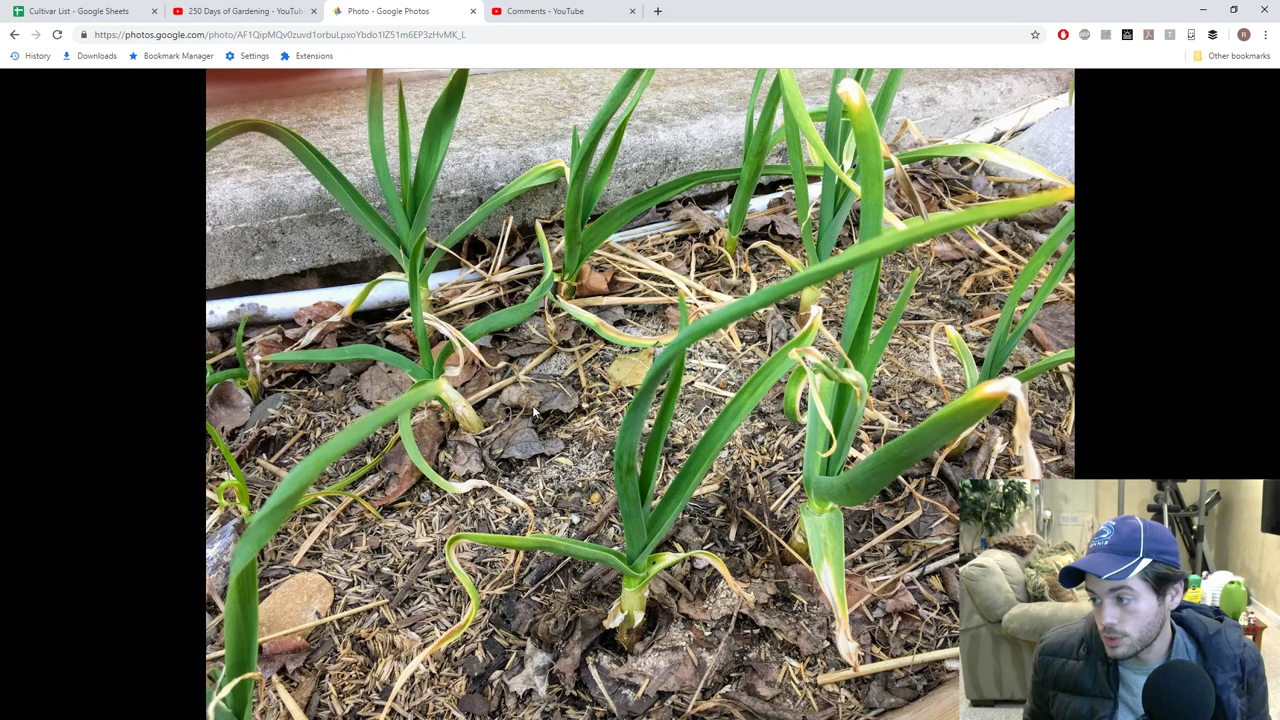 Cultivar List - Google Sheets
250 Days of Gardening - YouTube
Photo - Google Photos
Comments - YouTube
https://photos.google.com/photo/AF1QipMQv0zuvd1orbuLpxoYbdo1lZ51m6EP3zHvMK_L
R
History
Downloads
Bookmark Manager
Settings
Extensions
Other bookmarks